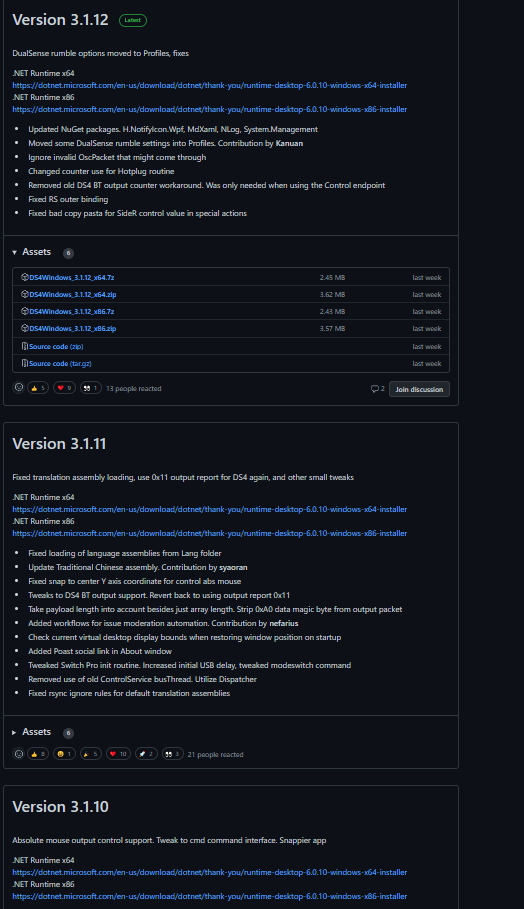 Version 3.1.12
Latest
DualSense rumble options moved to Profiles, fixes
.NET Runtime x64
https://dotnet.microsoft.com/en-us/download/dotnet/thank-you/runtime-desktop-6.0.10-windows-x64-installer
.NET Runtime x86
https://dotnet.microsoft.com/en-us/download/dotnet/thank-you/runtime-desktop-6.0.10-windows-x86-installer
Updated NuGet packages. H.NotifyIcon.Wpf, MdXaml, NLog, System.Management
Moved some DualSense rumble settings into Profiles. Contribution by Kanuan
Ignore invalid OscPacket that might come through
Changed counter use for Hotplug routine
Removed old DS4 BT output counter workaround. Was only needed when using the Control endpoint
Fixed RS outer binding
Fixed bad copy pasta for SideR control value in special actions
Assets 6
DS4Windows_3.1.12_x64.7z 2.45 MB last week
DS4Windows_3.1.12_x64.zip 3.62 MB last week
DS4Windows_3.1.12_x86.7z 2.43 MB last week
DS4Windows_3.1.12_x86.zip 3.57 MB last week
Source code (zip) last week
Source code (tar.gz) last week
5 9 1 13 people reacted 2 Join discussion
Version 3.1.11
Fixed translation assembly loading, use 0x11 output report for DS4 again, and other small tweaks
.NET Runtime x64
https://dotnet.microsoft.com/en-us/download/dotnet/thank-you/runtime-desktop-6.0.10-windows-x64-installer
.NET Runtime x86
https://dotnet.microsoft.com/en-us/download/dotnet/thank-you/runtime-desktop-6.0.10-windows-x86-installer
Fixed loading of language assemblies from Lang folder
Update Traditional Chinese assembly. Contribution by syaoran
Fixed snap to center Y axis coordinate for control abs mouse
Tweaks to DS4 BT output support. Revert back to using output report 0x11
Take payload length into account besides just array length. Strip 0xA0 data magic byte from output packet
Added workflows for issue moderation automation. Contribution by nefarius
Check current virtual desktop display bounds when restoring window position on startup
Added Poast social link in About window
Tweaked Switch Pro init routine. Increased initial USB delay, tweaked modeswitch command
Removed use of old ControlService busThread. Utilize Dispatcher
Fixed rsync ignore rules for default translation assemblies
Assets 6
8 1 5 10 2 3 21 people reacted
Version 3.1.10
Absolute mouse output control support. Tweak to cmd command interface. Snappier app
.NET Runtime x64
https://dotnet.microsoft.com/en-us/download/dotnet/thank-you/runtime-desktop-6.0.10-windows-x64-installer
.NET Runtime x86
https://dotnet.microsoft.com/en-us/download/dotnet/thank-you/runtime-desktop-6.0.10-windows-x86-installer